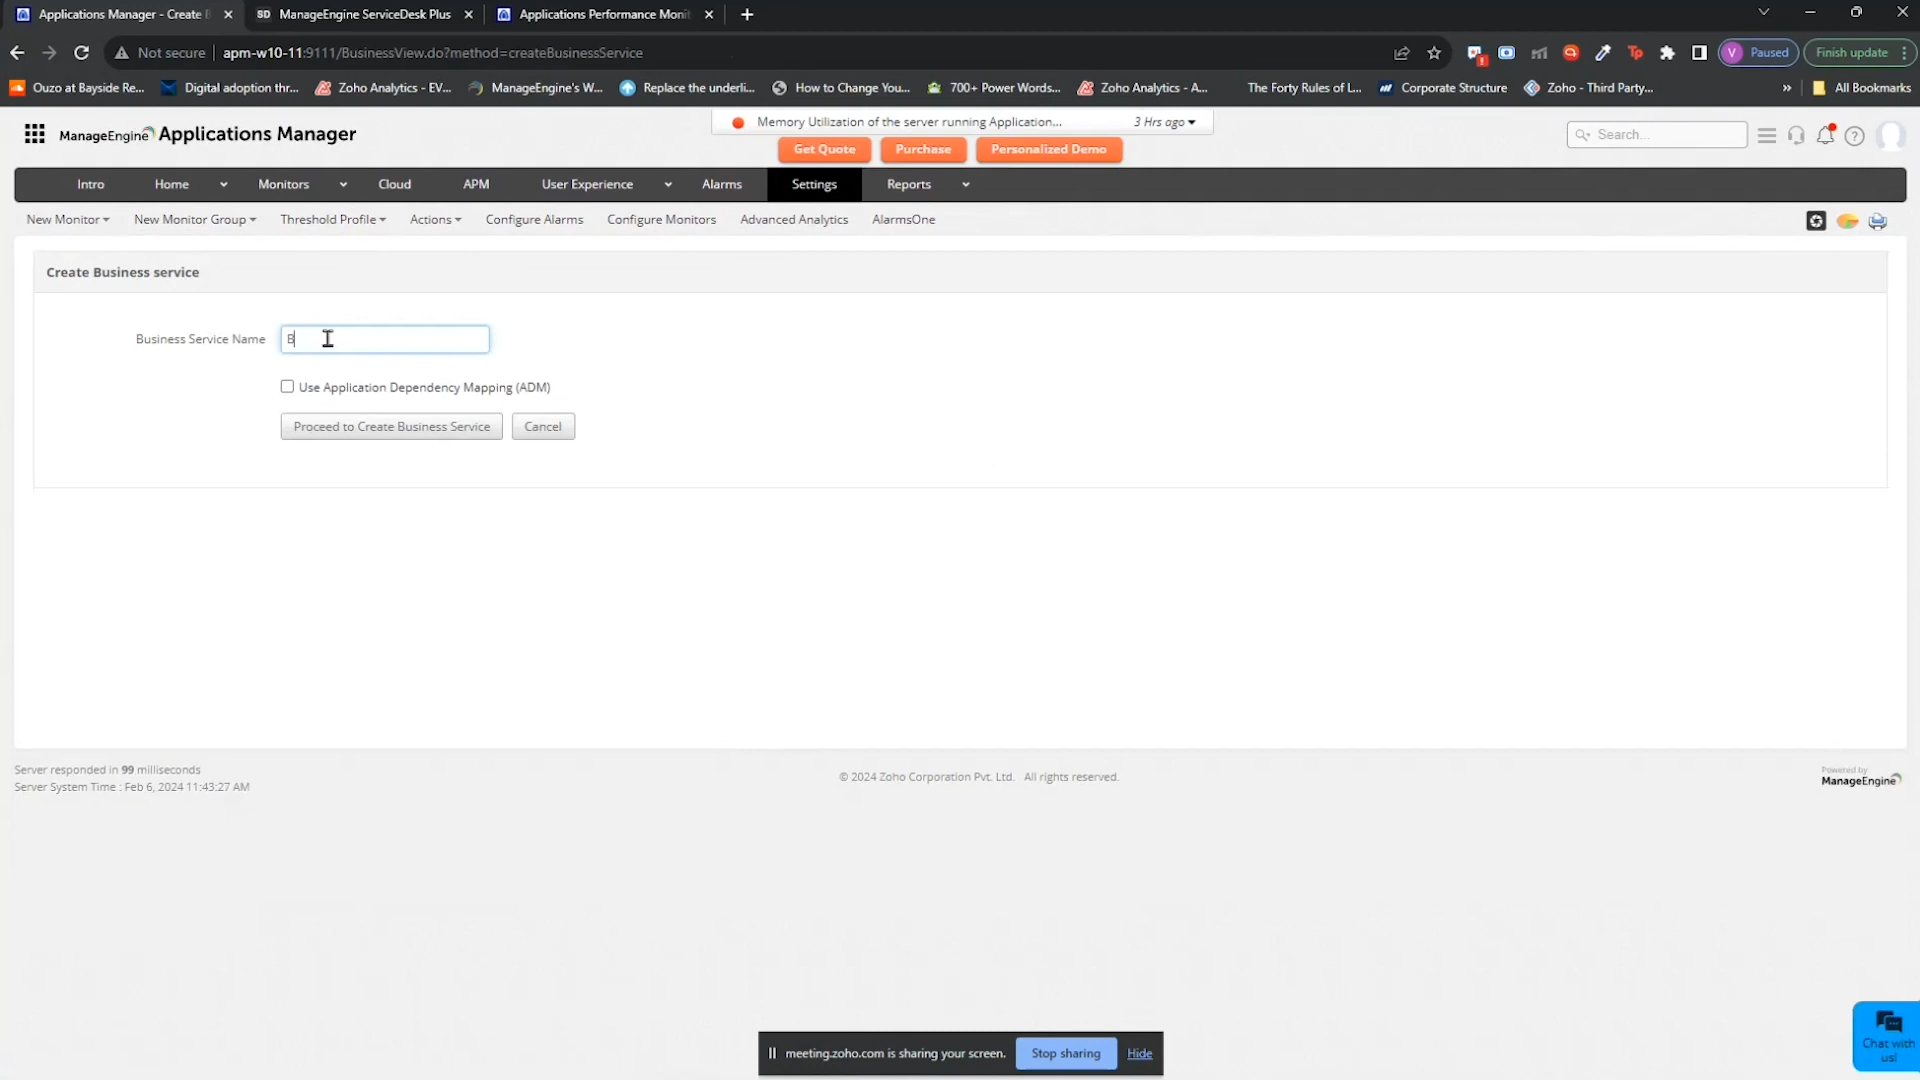 Applications Manager - Create B
SD ManageEngine ServiceDesk Plus
Applications Performance Monit
Not secure apm-w10-11:9111/BusinessView.do?method=createBusinessService
V Paused
Finish update
Ouzo at Bayside Re...
Digital adoption thr...
Zoho Analytics - EV...
ManageEngine's W...
Replace the underli...
How to Change You...
700+ Power Words...
Zoho Analytics - A...
The Forty Rules of L...
Corporate Structure
Zoho - Third Party...
»
All Bookmarks
ManageEngine Applications Manager
Memory Utilization of the server running Application... 3 Hrs ago
Get Quote
Purchase
Personalized Demo
Search...
Intro
Home
Monitors
Cloud
APM
User Experience
Alarms
Settings
Reports
New Monitor
New Monitor Group
Threshold Profile
Actions
Configure Alarms
Configure Monitors
Advanced Analytics
AlarmsOne
Create Business service
Business Service Name B
Use Application Dependency Mapping (ADM)
Proceed to Create Business Service
Cancel
Server responded in 99 milliseconds
Server System Time : Feb 6, 2024 11:43:27 AM
© 2024 Zoho Corporation Pvt. Ltd. All rights reserved.
Powered by
ManageEngine
Chat with
us!
meeting.zoho.com is sharing your screen.
Stop sharing
Hide